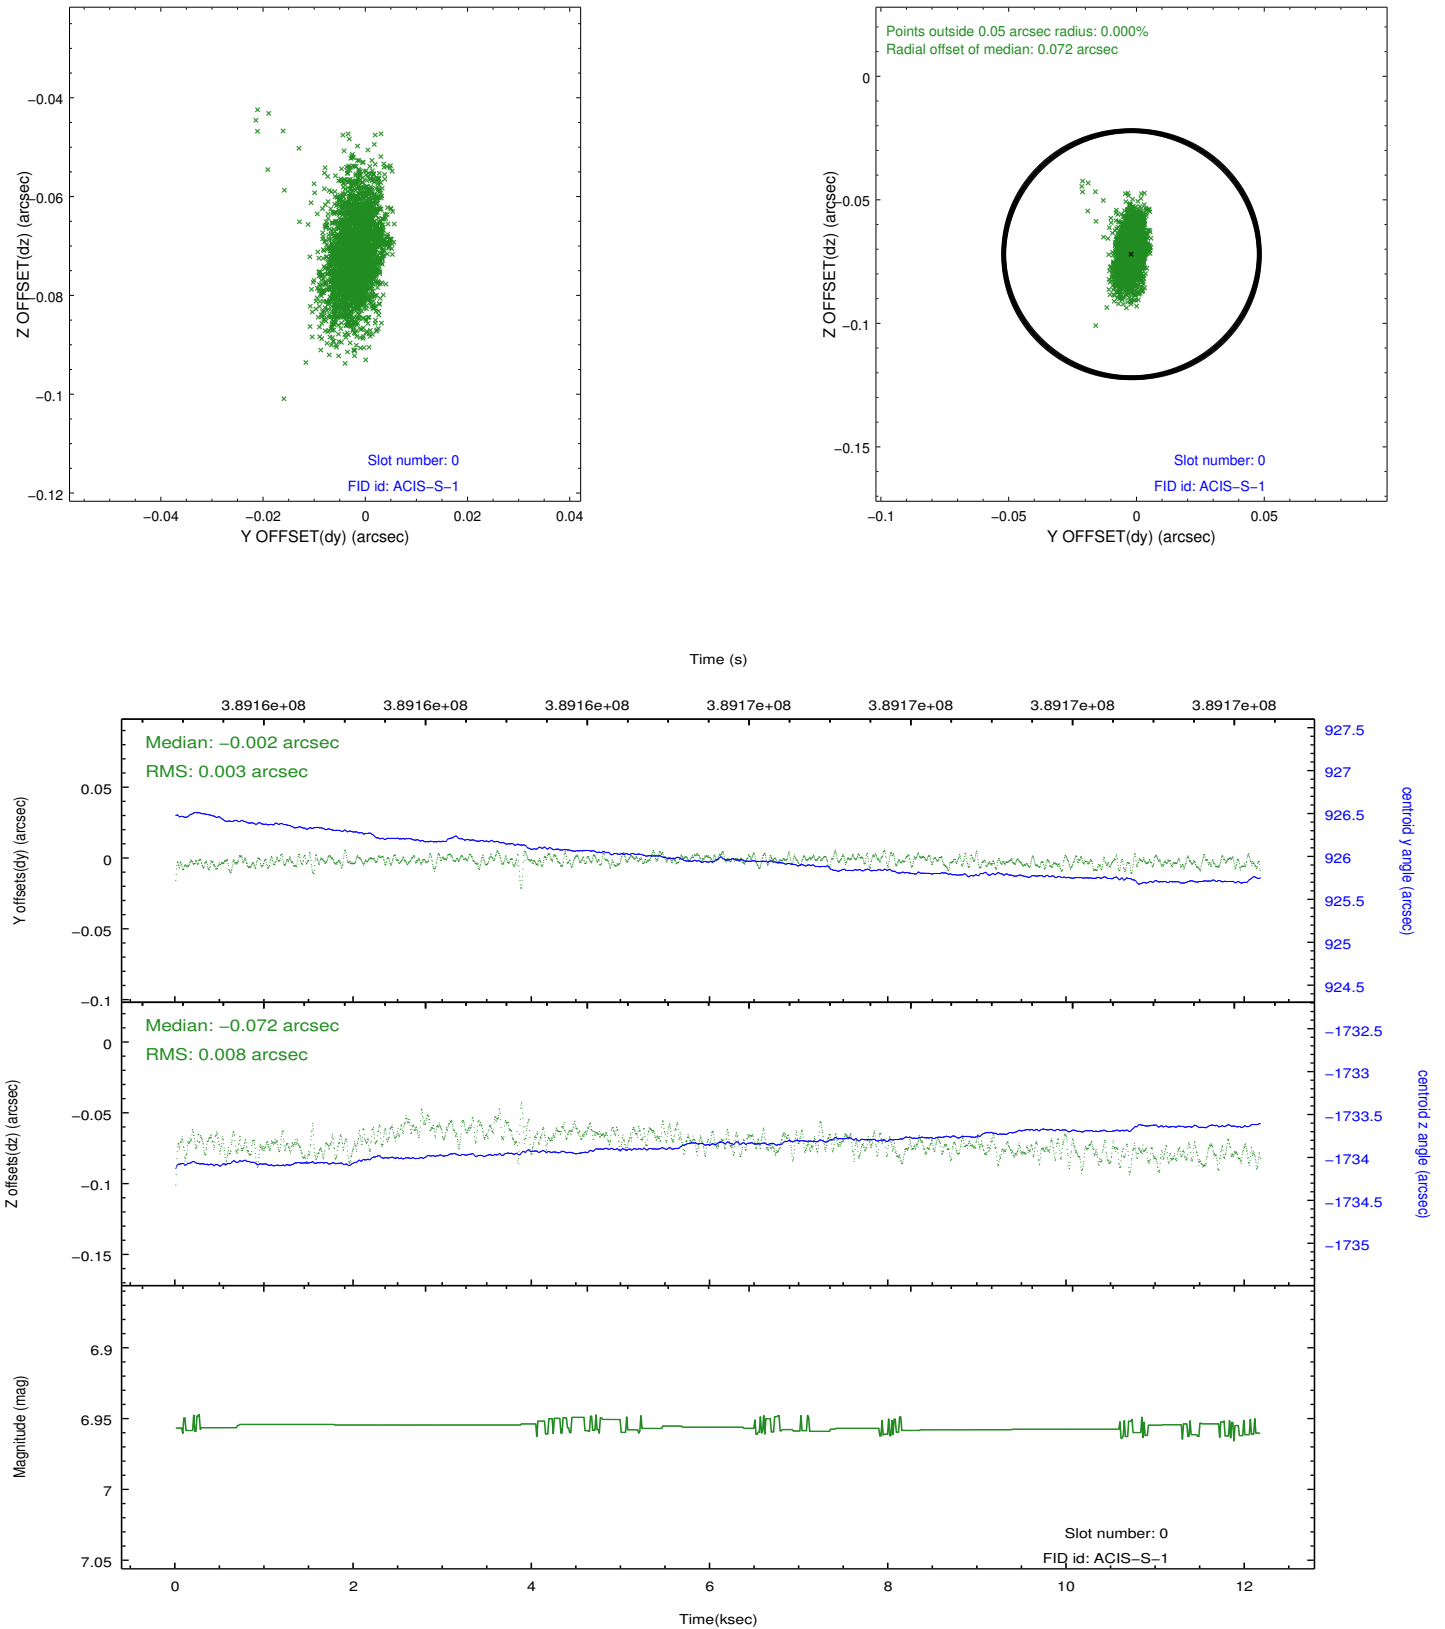 −0.04
−0.06
−0.08
−0.1
−0.12
Z OFFSET(dz) (arcsec)
Slot number: 0
FID id: ACIS−S−1
−0.04 −0.02 0 0.02 0.04
Y OFFSET(dy) (arcsec)
Points outside 0.05 arcsec radius: 0.000%
Radial offset of median: 0.072 arcsec
0
−0.05
−0.1
−0.15
Z OFFSET(dz) (arcsec)
Slot number: 0
FID id: ACIS−S−1
−0.1 −0.05 0 0.05
Y OFFSET(dy) (arcsec)
Time (s)
3.8916e+08 3.8916e+08 3.8916e+08 3.8917e+08 3.8917e+08 3.8917e+08 3.8917e+08
Median: −0.002 arcsec
RMS: 0.003 arcsec
0.05
0
−0.05
−0.1
Y offsets(dy) (arcsec)
927.5
927
926.5
926
925.5
925
924.5
centroid y angle (arcsec)
Median: −0.072 arcsec
RMS: 0.008 arcsec
0
−0.05
−0.1
−0.15
Z offsets(dz) (arcsec)
−1732.5
−1733
−1733.5
−1734
−1734.5
−1735
centroid z angle (arcsec)
6.9
6.95
7
7.05
Magnitude (mag)
Slot number: 0
FID id: ACIS−S−1
0 2 4 6 8 10 12
Time(ksec)